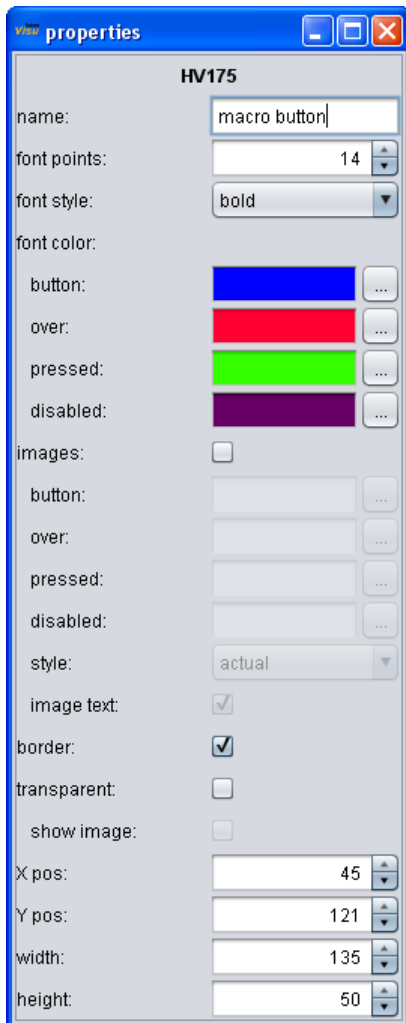 Visu properties
HV175
name: macro button
font points: 14
font style: bold
font color:
button: ...
over: ...
pressed: ...
disabled: ...
images:
button: ...
over: ...
pressed: ...
disabled: ...
style: actual
image text:
border:
transparent:
show image:
X pos: 45
Y pos: 121
width: 135
height: 50